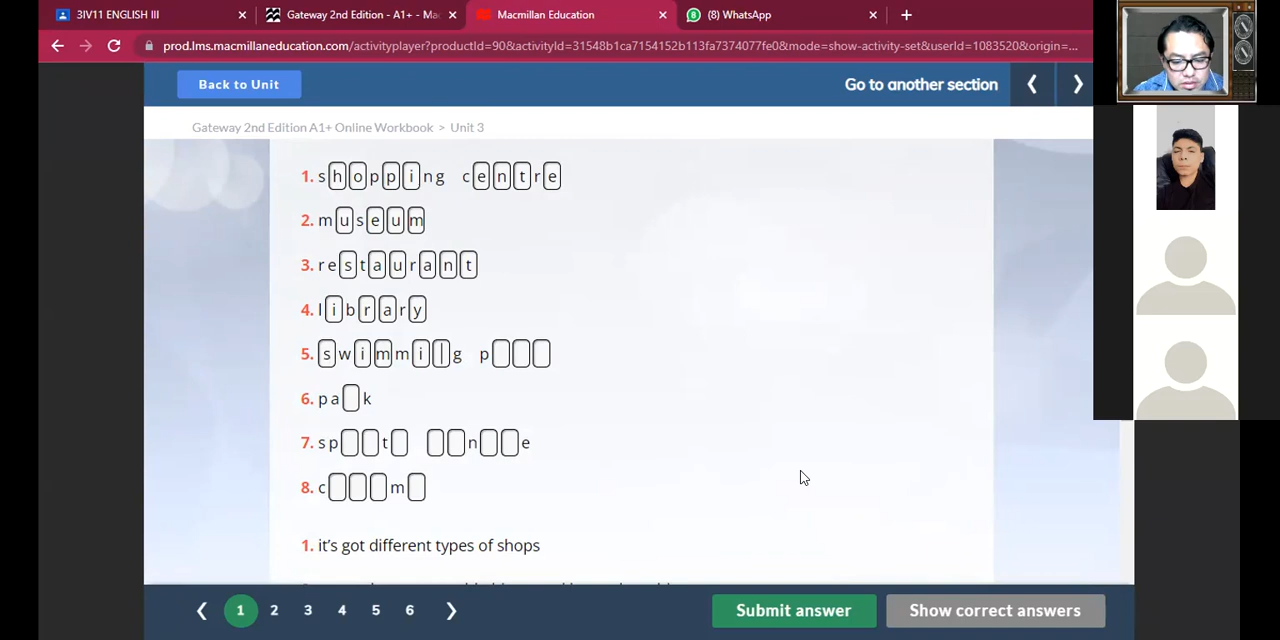 3IV11 ENGLISH III
Gateway 2nd Edition - A1+ - Mac
Macmillan Education
(8) WhatsApp
prod.lms.macmillaneducation.com/activityplayer?productId=90&activityId=31548b1ca7154152b113fa7374077fe0&mode=show-activity-set&userId=1083520&origin=...
Back to Unit
Go to another section
Gateway 2nd Edition A1+ Online Workbook > Unit 3
1. shopping centre
2. museum
3. restaurant
4. library
5. swimmilg p
6. pa k
7. sp t n e
8. c m
1. it's got different types of shops
1 2 3 4 5 6
Submit answer
Show correct answers